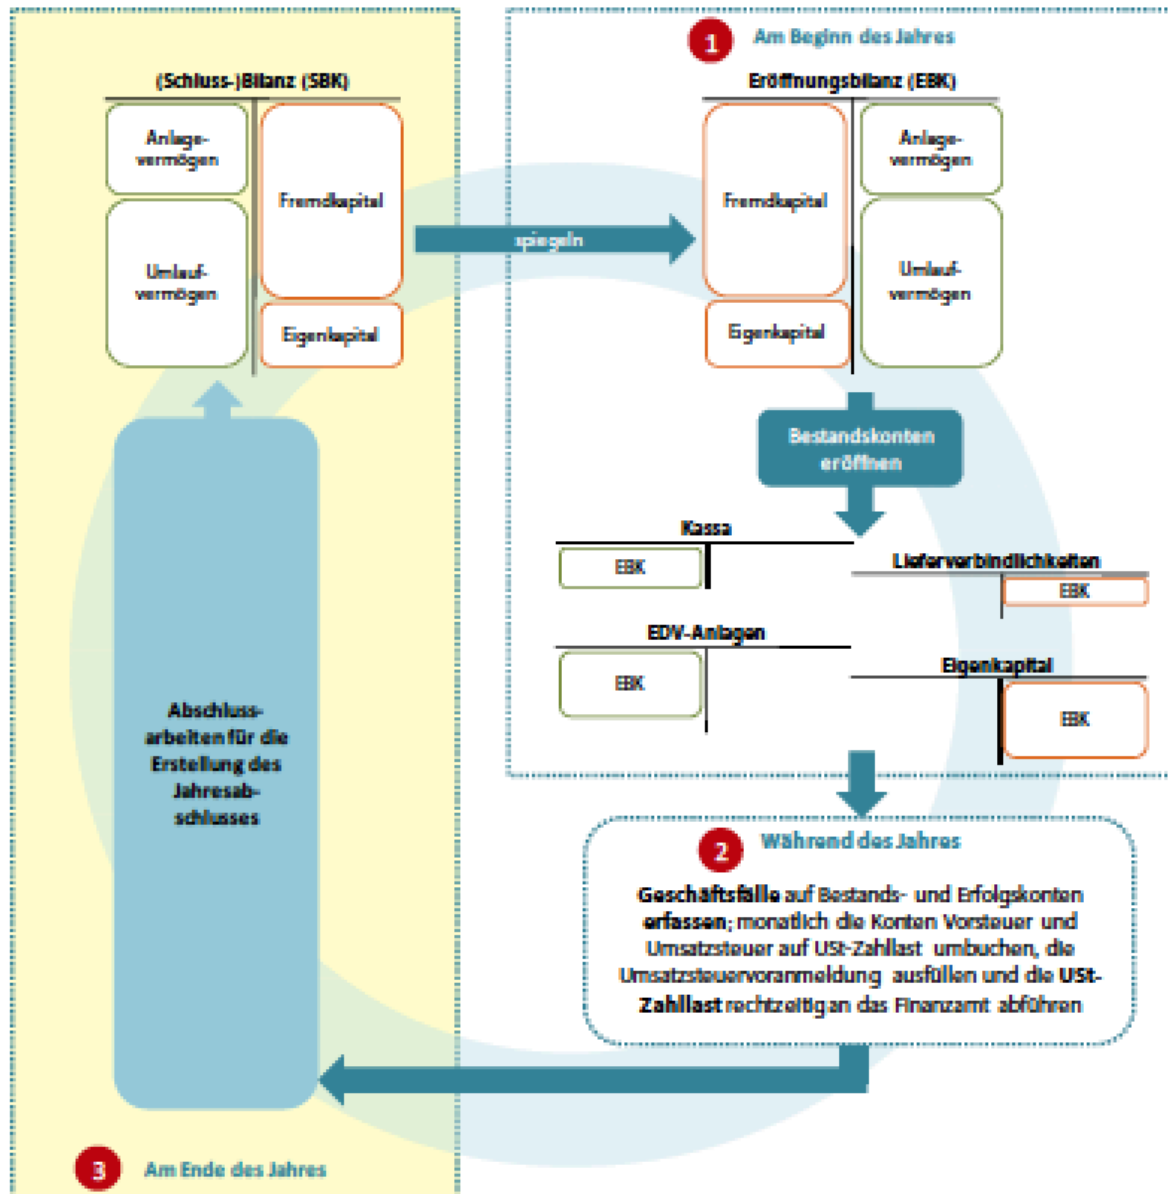 1 Am Beginn des Jahres
(Schluss-)Bilanz (SBK)
Anlage-
vermögen
Umlauf-
vermögen
Fremdkapital
Eigenkapital
spiegeln
Eröffnungsbilanz (EBK)
Fremdkapital
Eigenkapital
Anlage-
vermögen
Umlauf-
vermögen
Bestandskonten
eröffnen
Kassa
EBK
Lieferverbindlichkeiten
EBK
EDV-Anlagen
EBK
Eigenkapital
EBK
2 Während des Jahres
Geschäftsfälle auf Bestands- und Erfolgskonten
erfassen; monatlich die Konten Vorsteuer und
Umsatzsteuer auf USt-Zahllast umbuchen, die
Umsatzsteuervoranmeldung ausfüllen und die USt-
Zahllast rechtzeitig an das Finanzamt abführen
Abschluss-
arbeiten für die
Erstellung des
Jahresab-
schlusses
3 Am Ende des Jahres